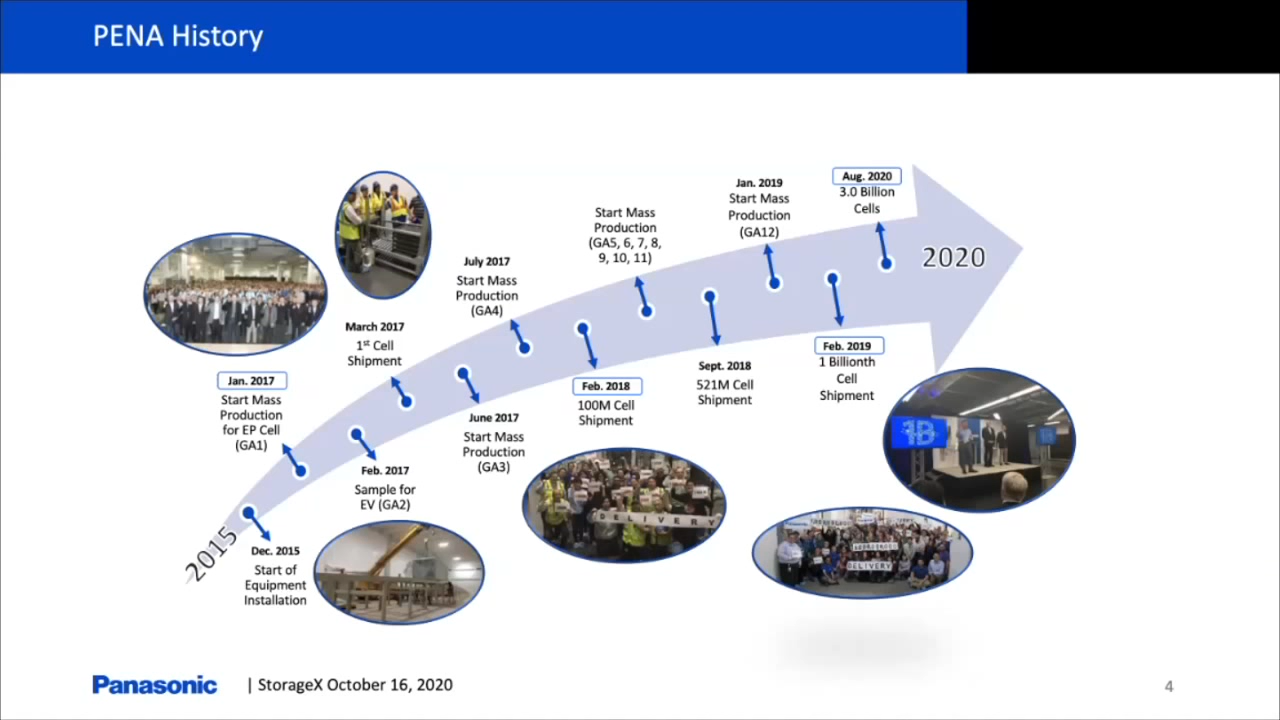 PENA History
2015
Dec. 2015
Start of
Equipment
Installation
Jan. 2017
Start Mass
Production
for EP Cell
(GA1)
Feb. 2017
Sample for
EV (GA2)
March 2017
1st Cell
Shipment
June 2017
Start Mass
Production
(GA3)
July 2017
Start Mass
Production
(GA4)
Feb. 2018
100M Cell
Shipment
Start Mass
Production
(GA5, 6, 7, 8,
9, 10, 11)
Sept. 2018
521M Cell
Shipment
Jan. 2019
Start Mass
Production
(GA12)
Feb. 2019
1 Billionth
Cell
Shipment
Aug. 2020
3.0 Billion
Cells
2020
DELIVERY
1B
Panasonic
DELIVERY
Panasonic
| StorageX October 16, 2020
4